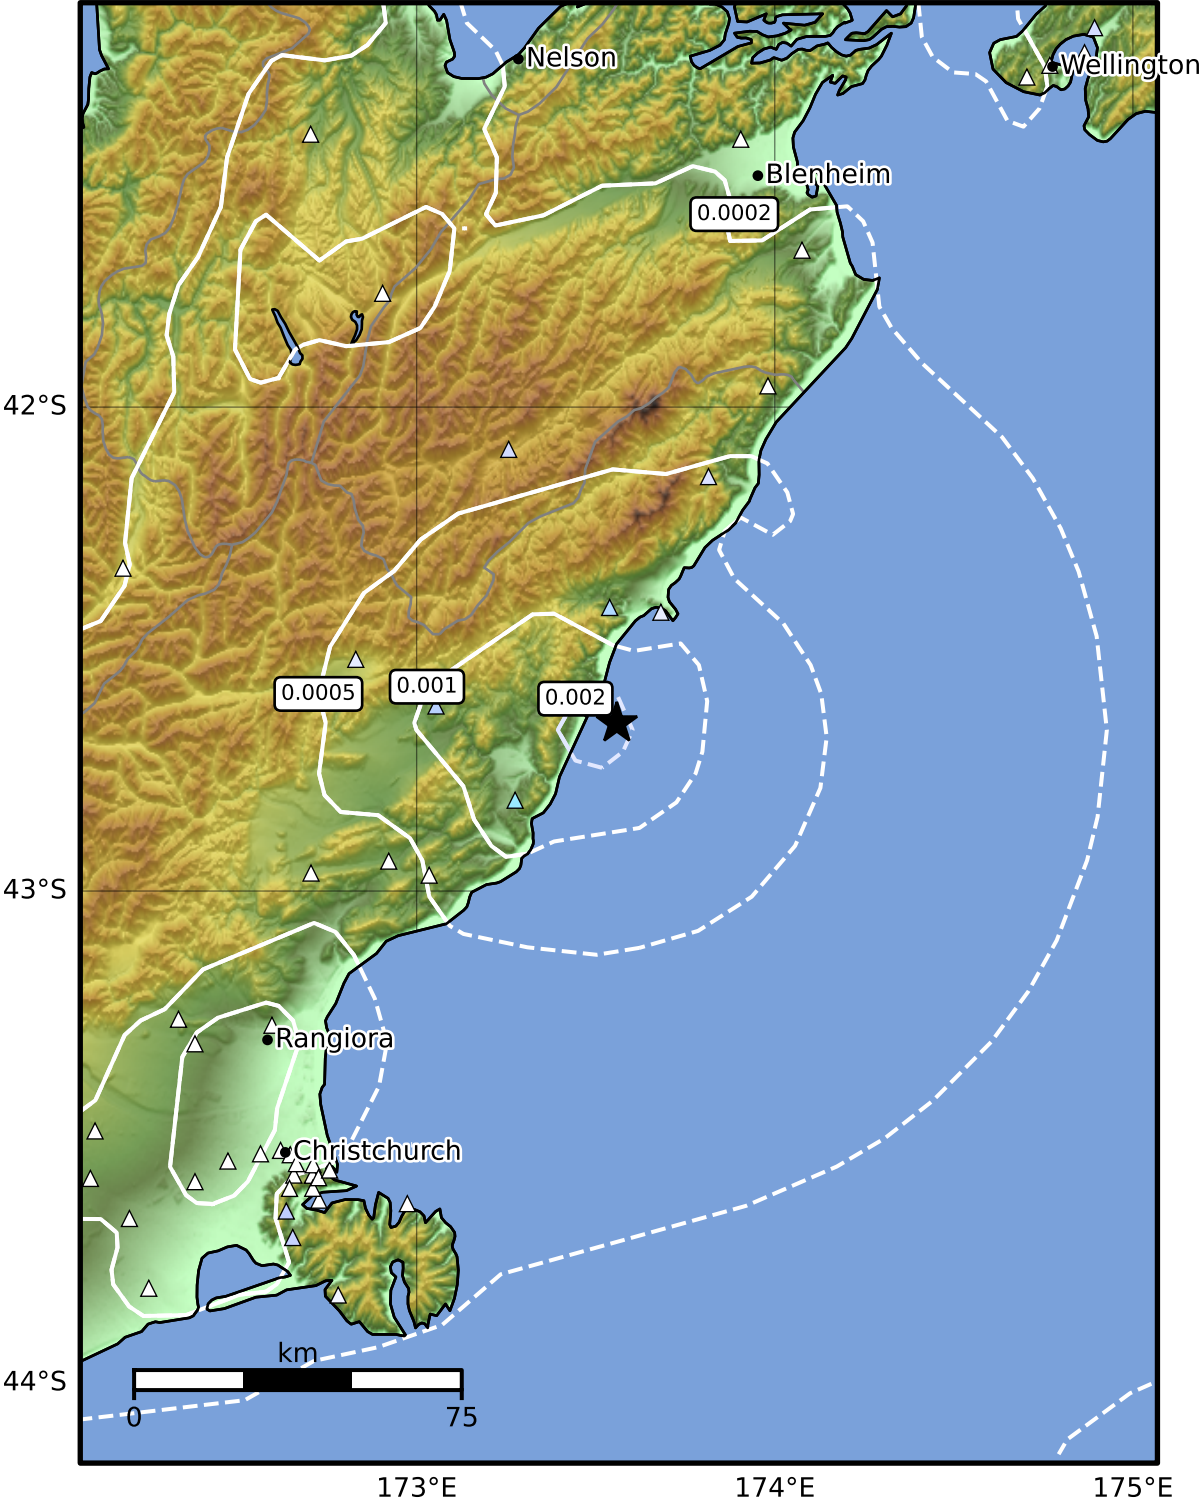 Nelson
Wellington
Blenheim
0.0002
42°S
0.0005
0.001
0.002
43°S
Rangiora
Christchurch
km
44°S
0
75
173°E
174°E
175°E